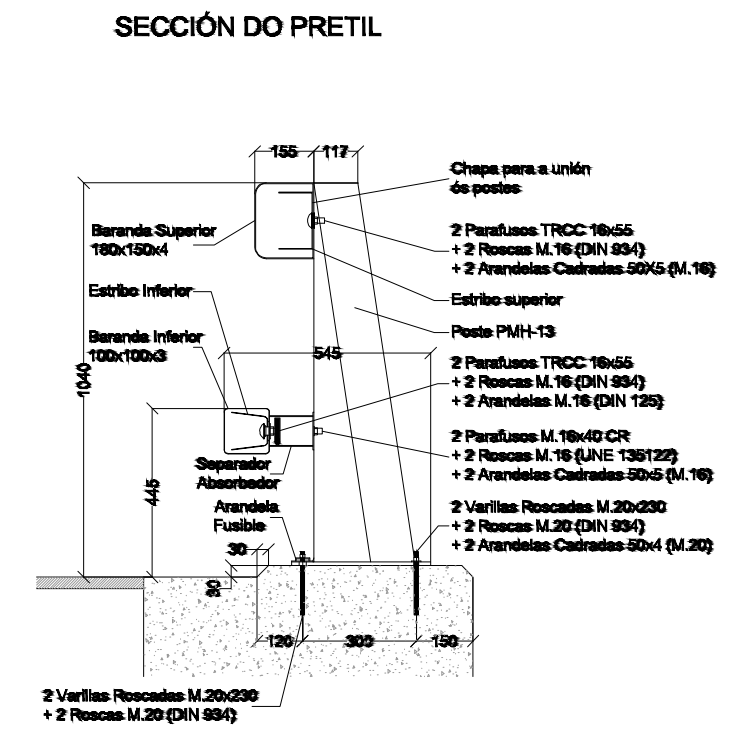 SECCIÓN DO PRETIL
155
117
Chapa para a unión
ós postes
Baranda Superior
180x150x4
2 Parafusos TRCC 16x55
+ 2 Roscas M.16 (DIN 934)
+ 2 Arandelas Cadradas 50X5 (M.16)
Estribo Inferior
Estribo superior
Poste PMH-13
Baranda Inferior
100x100x3
545
1040
2 Parafusos TRCC 16x55
+ 2 Roscas M.16 (DIN 934)
+ 2 Arandelas M.16 (DIN 125)
2 Parafusos M.16x40 CR
+ 2 Roscas M.16 (UNE 135122)
+ 2 Arandelas Cadradas 50x5 (M.16)
Separador
Absorbedor
445
Arandela
Fusible
2 Varillas Roscadas M.20x230
+ 2 Roscas M.20 (DIN 934)
+ 2 Arandelas Cadradas 50x4 (M.20)
30
30
120
300
150
2 Varillas Roscadas M.20x230
+ 2 Roscas M.20 (DIN 934)